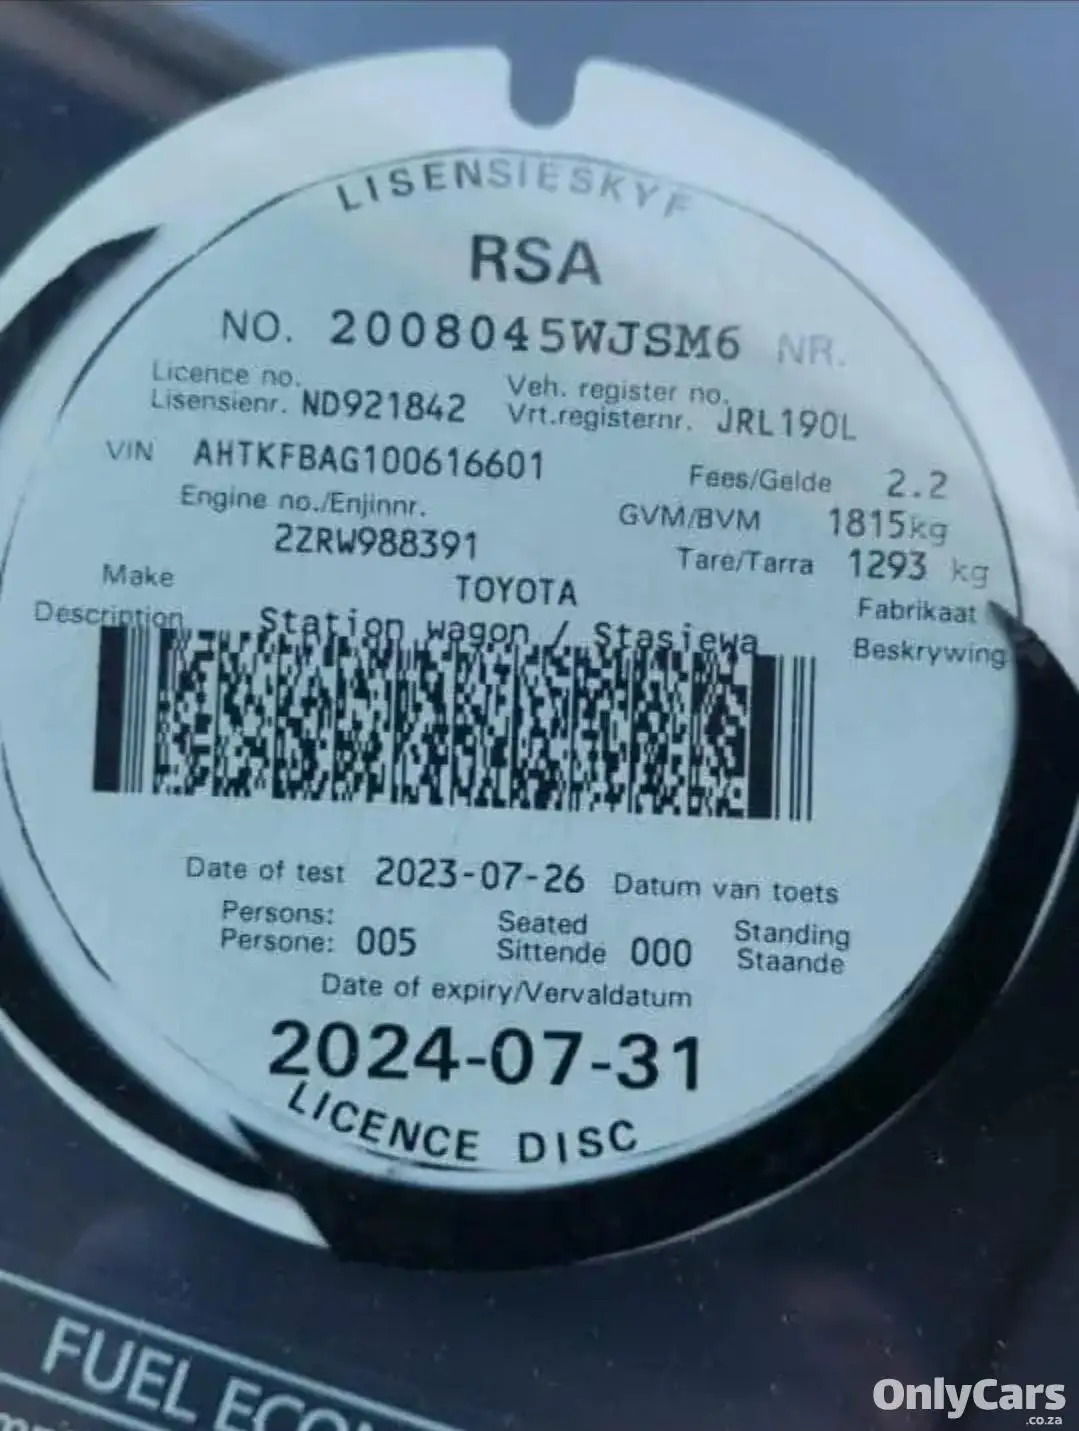 LISENSIESKYF
RSA
NO. 2008045WJSM6 NR.
Licence no. Veh. register no.
Lisensienr. ND921842 Vrt.registernr. JRL190L
VIN AHTKFBAG100616601 Fees/Gelde 2.2
Engine no./Enjinnr. GVM/BVM 1815kg
2ZRW988391 Tare/Tarra 1293 kg
Make TOYOTA Fabrikaat
Description Station wagon / Stasiewa Beskrywing
Date of test 2023-07-26 Datum van toets
Persons: Seated Standing
Persone: 005 Sittende 000 Staande
Date of expiry/Vervaldatum
2024-07-31
LICENCE DISC
FUEL
OnlyCars
.co.za